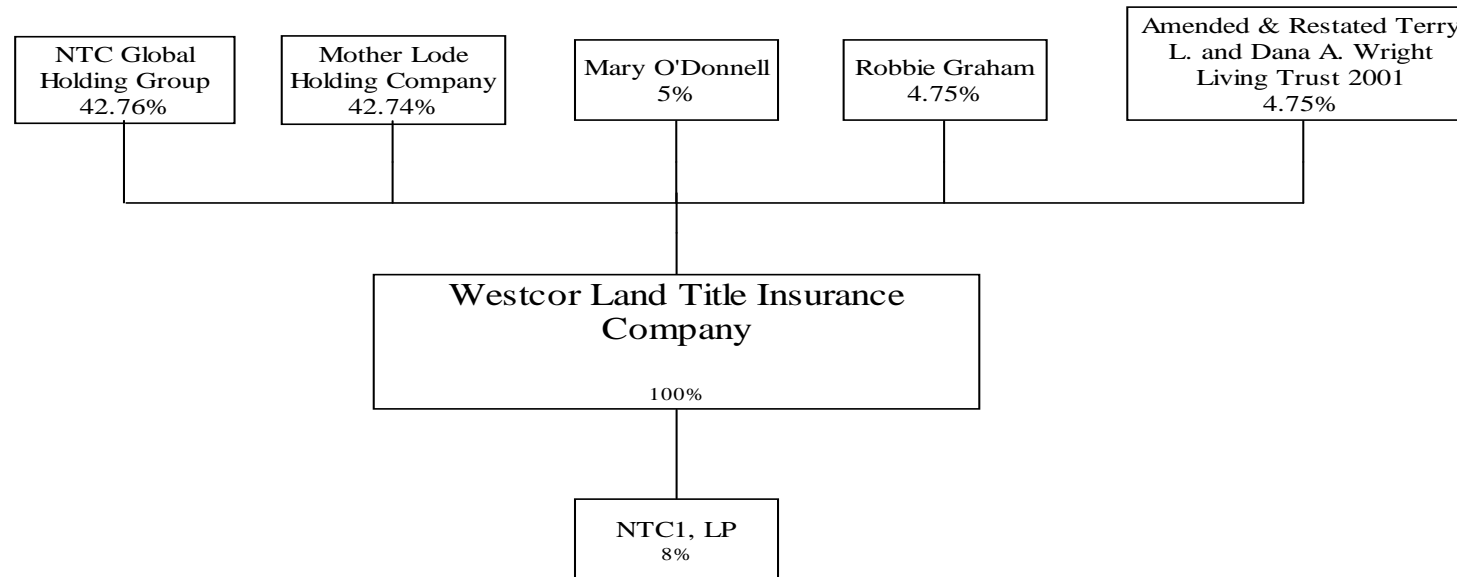 NTC Global
Holding Group
42.76%
Mother Lode
Holding Company
42.74%
Mary O'Donnell
5%
Robbie Graham
4.75%
Amended & Restated Terry
L. and Dana A. Wright
Living Trust 2001
4.75%
Westcor Land Title Insurance
Company
100%
NTC1, LP
8%